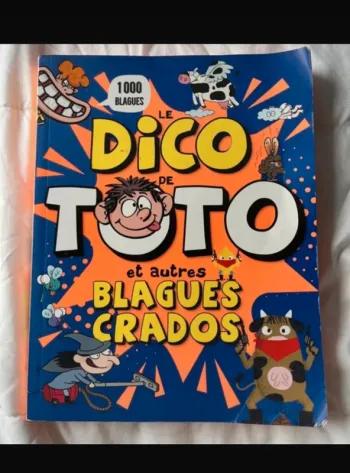 1000
BLAGUES
LE
DiCO
DE
TOTO
et autres
BLAGUES
CRADOS